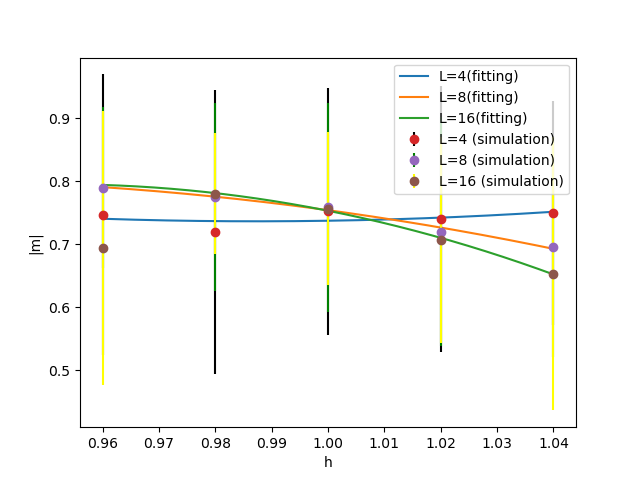 L=4(fitting)
L=8(fitting)
L=16(fitting)
L=4 (simulation)
L=8 (simulation)
L=16 (simulation)
0.9
0.8
0.7
0.6
0.5
|m|
0.96 0.97 0.98 0.99 1.00 1.01 1.02 1.03 1.04
h